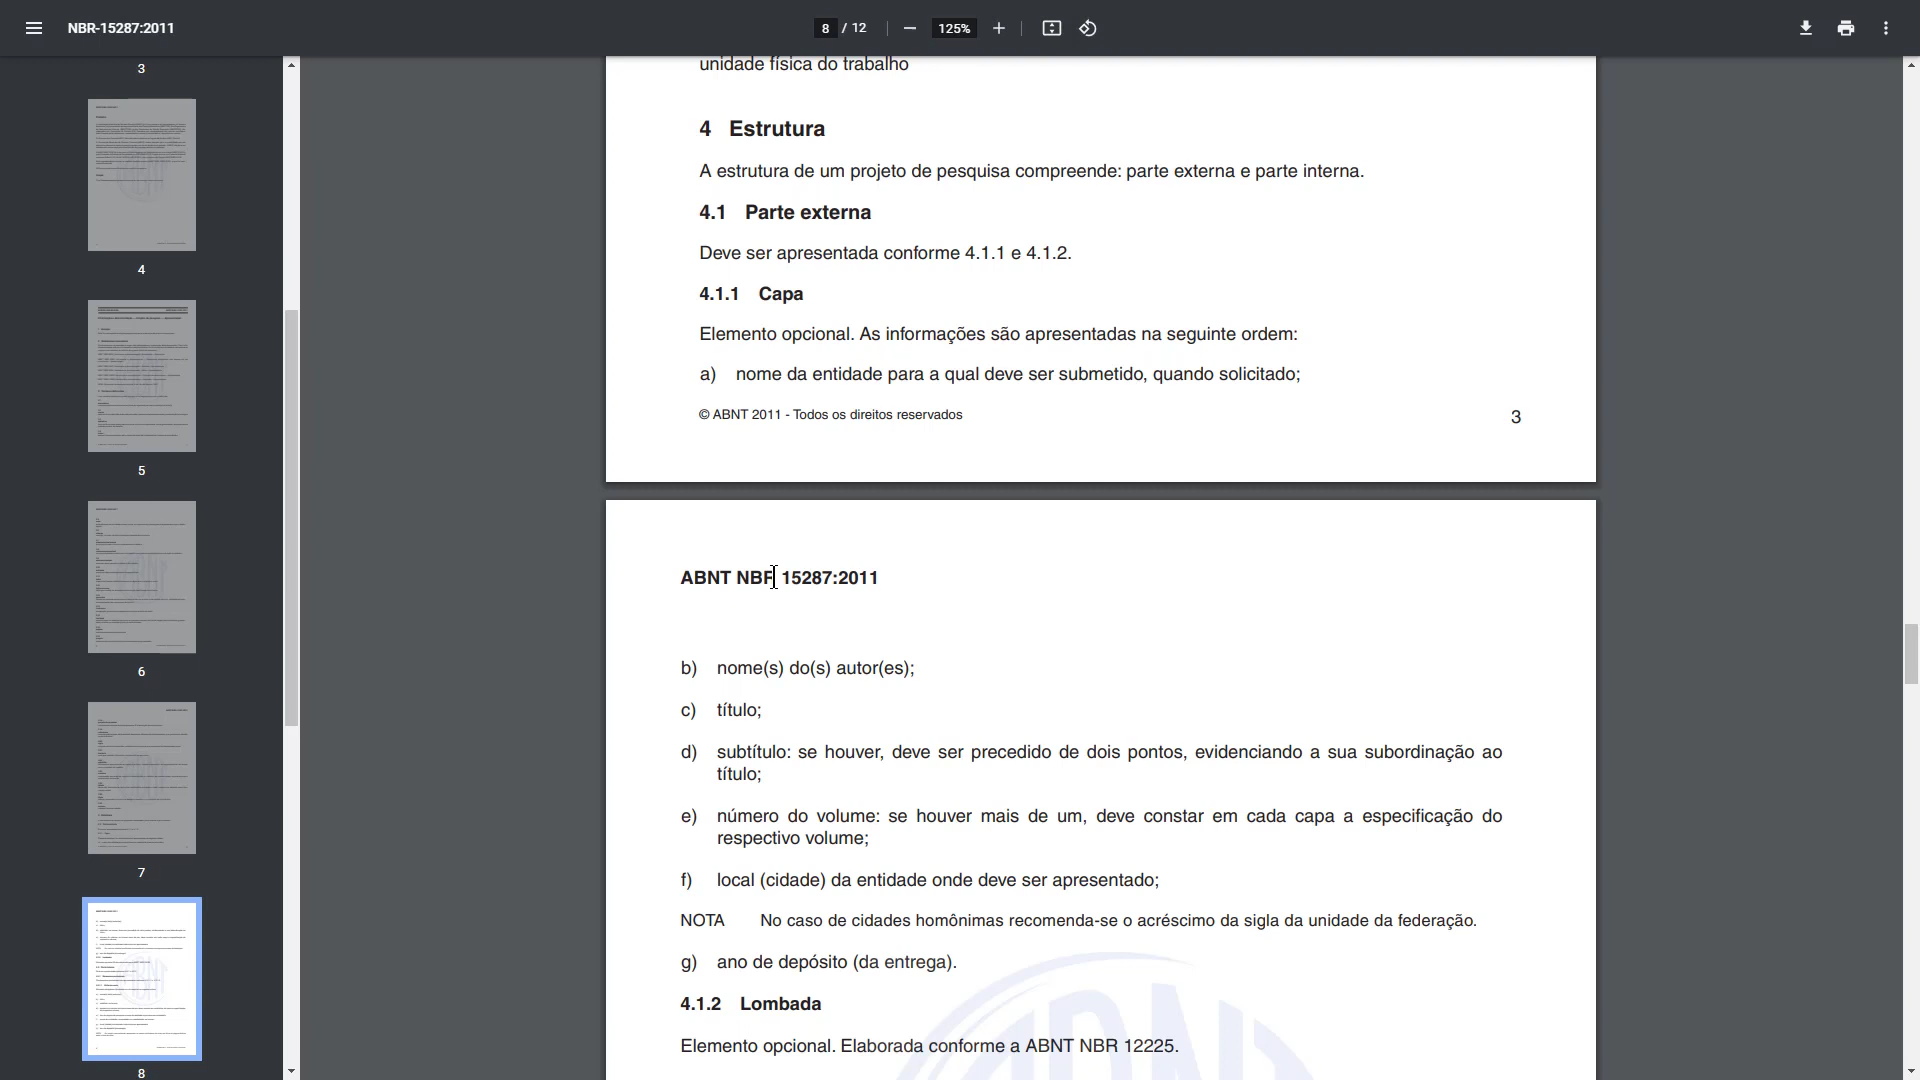 NBR-15287:2011
8 / 12
125%
3
4
5
6
7
8
unidade física do trabalho
4 Estrutura
A estrutura de um projeto de pesquisa compreende: parte externa e parte interna.
4.1 Parte externa
Deve ser apresentada conforme 4.1.1 e 4.1.2.
4.1.1 Capa
Elemento opcional. As informações são apresentadas na seguinte ordem:
a) nome da entidade para a qual deve ser submetido, quando solicitado;
© ABNT 2011 - Todos os direitos reservados
3
ABNT NBR 15287:2011
b) nome(s) do(s) autor(es);
c) título;
d) subtítulo: se houver, deve ser precedido de dois pontos, evidenciando a sua subordinação ao
título;
e) número do volume: se houver mais de um, deve constar em cada capa a especificação do
respectivo volume;
f) local (cidade) da entidade onde deve ser apresentado;
NOTA No caso de cidades homônimas recomenda-se o acréscimo da sigla da unidade da federação.
g) ano de depósito (da entrega).
4.1.2 Lombada
Elemento opcional. Elaborada conforme a ABNT NBR 12225.